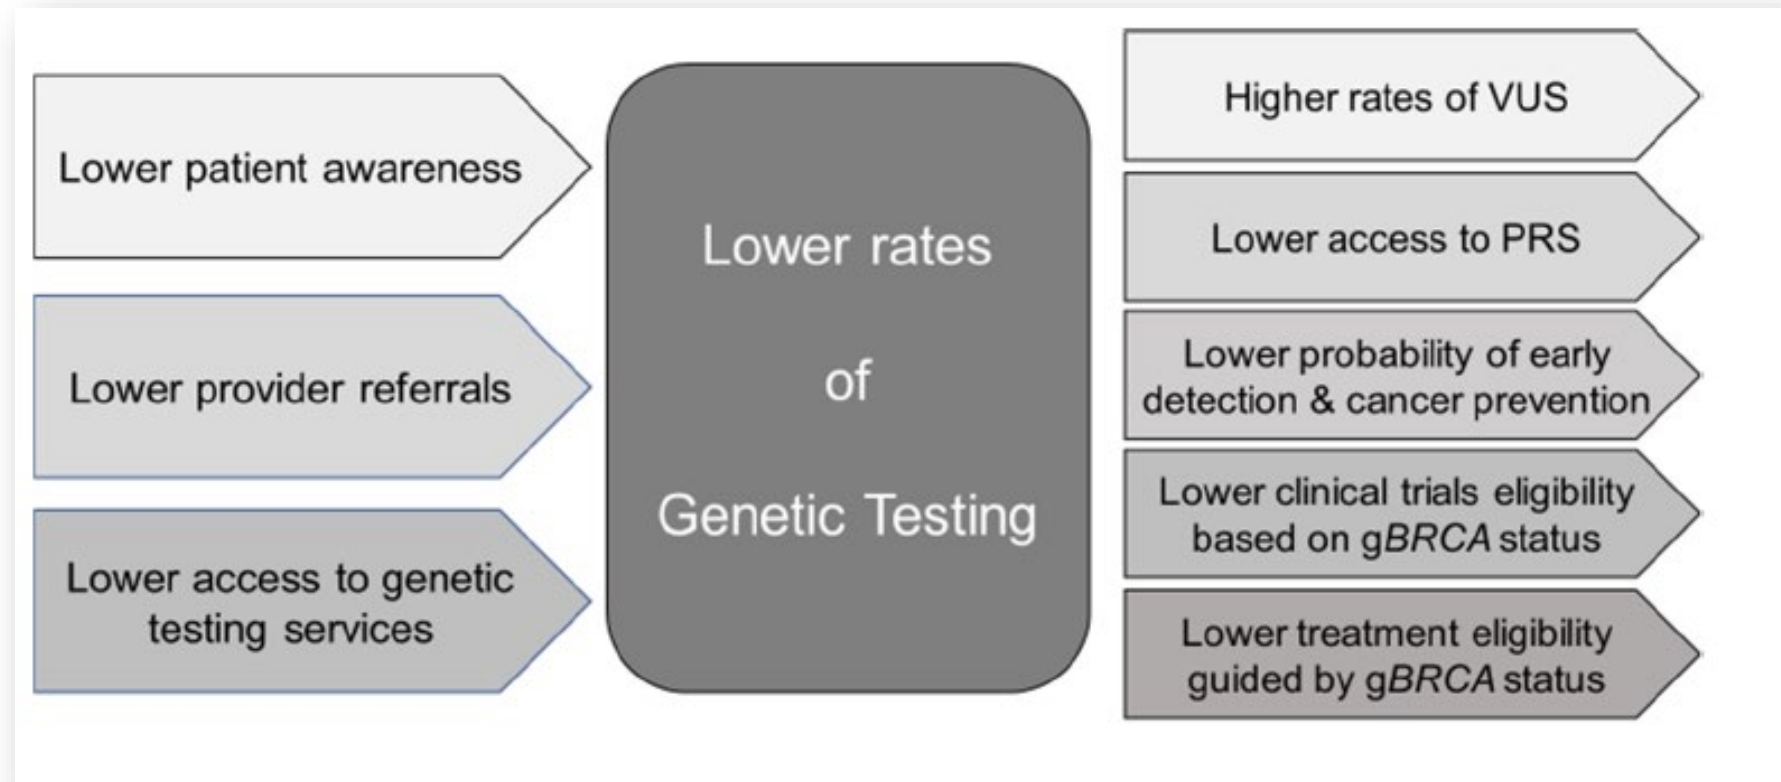 Lower patient awareness
Lower provider referrals
Lower access to genetic
testing services
Lower rates
of
Genetic Testing
Higher rates of VUS
Lower access to PRS
Lower probability of early
detection & cancer prevention
Lower clinical trials eligibility
based on gBRCA status
Lower treatment eligibility
guided by gBRCA status